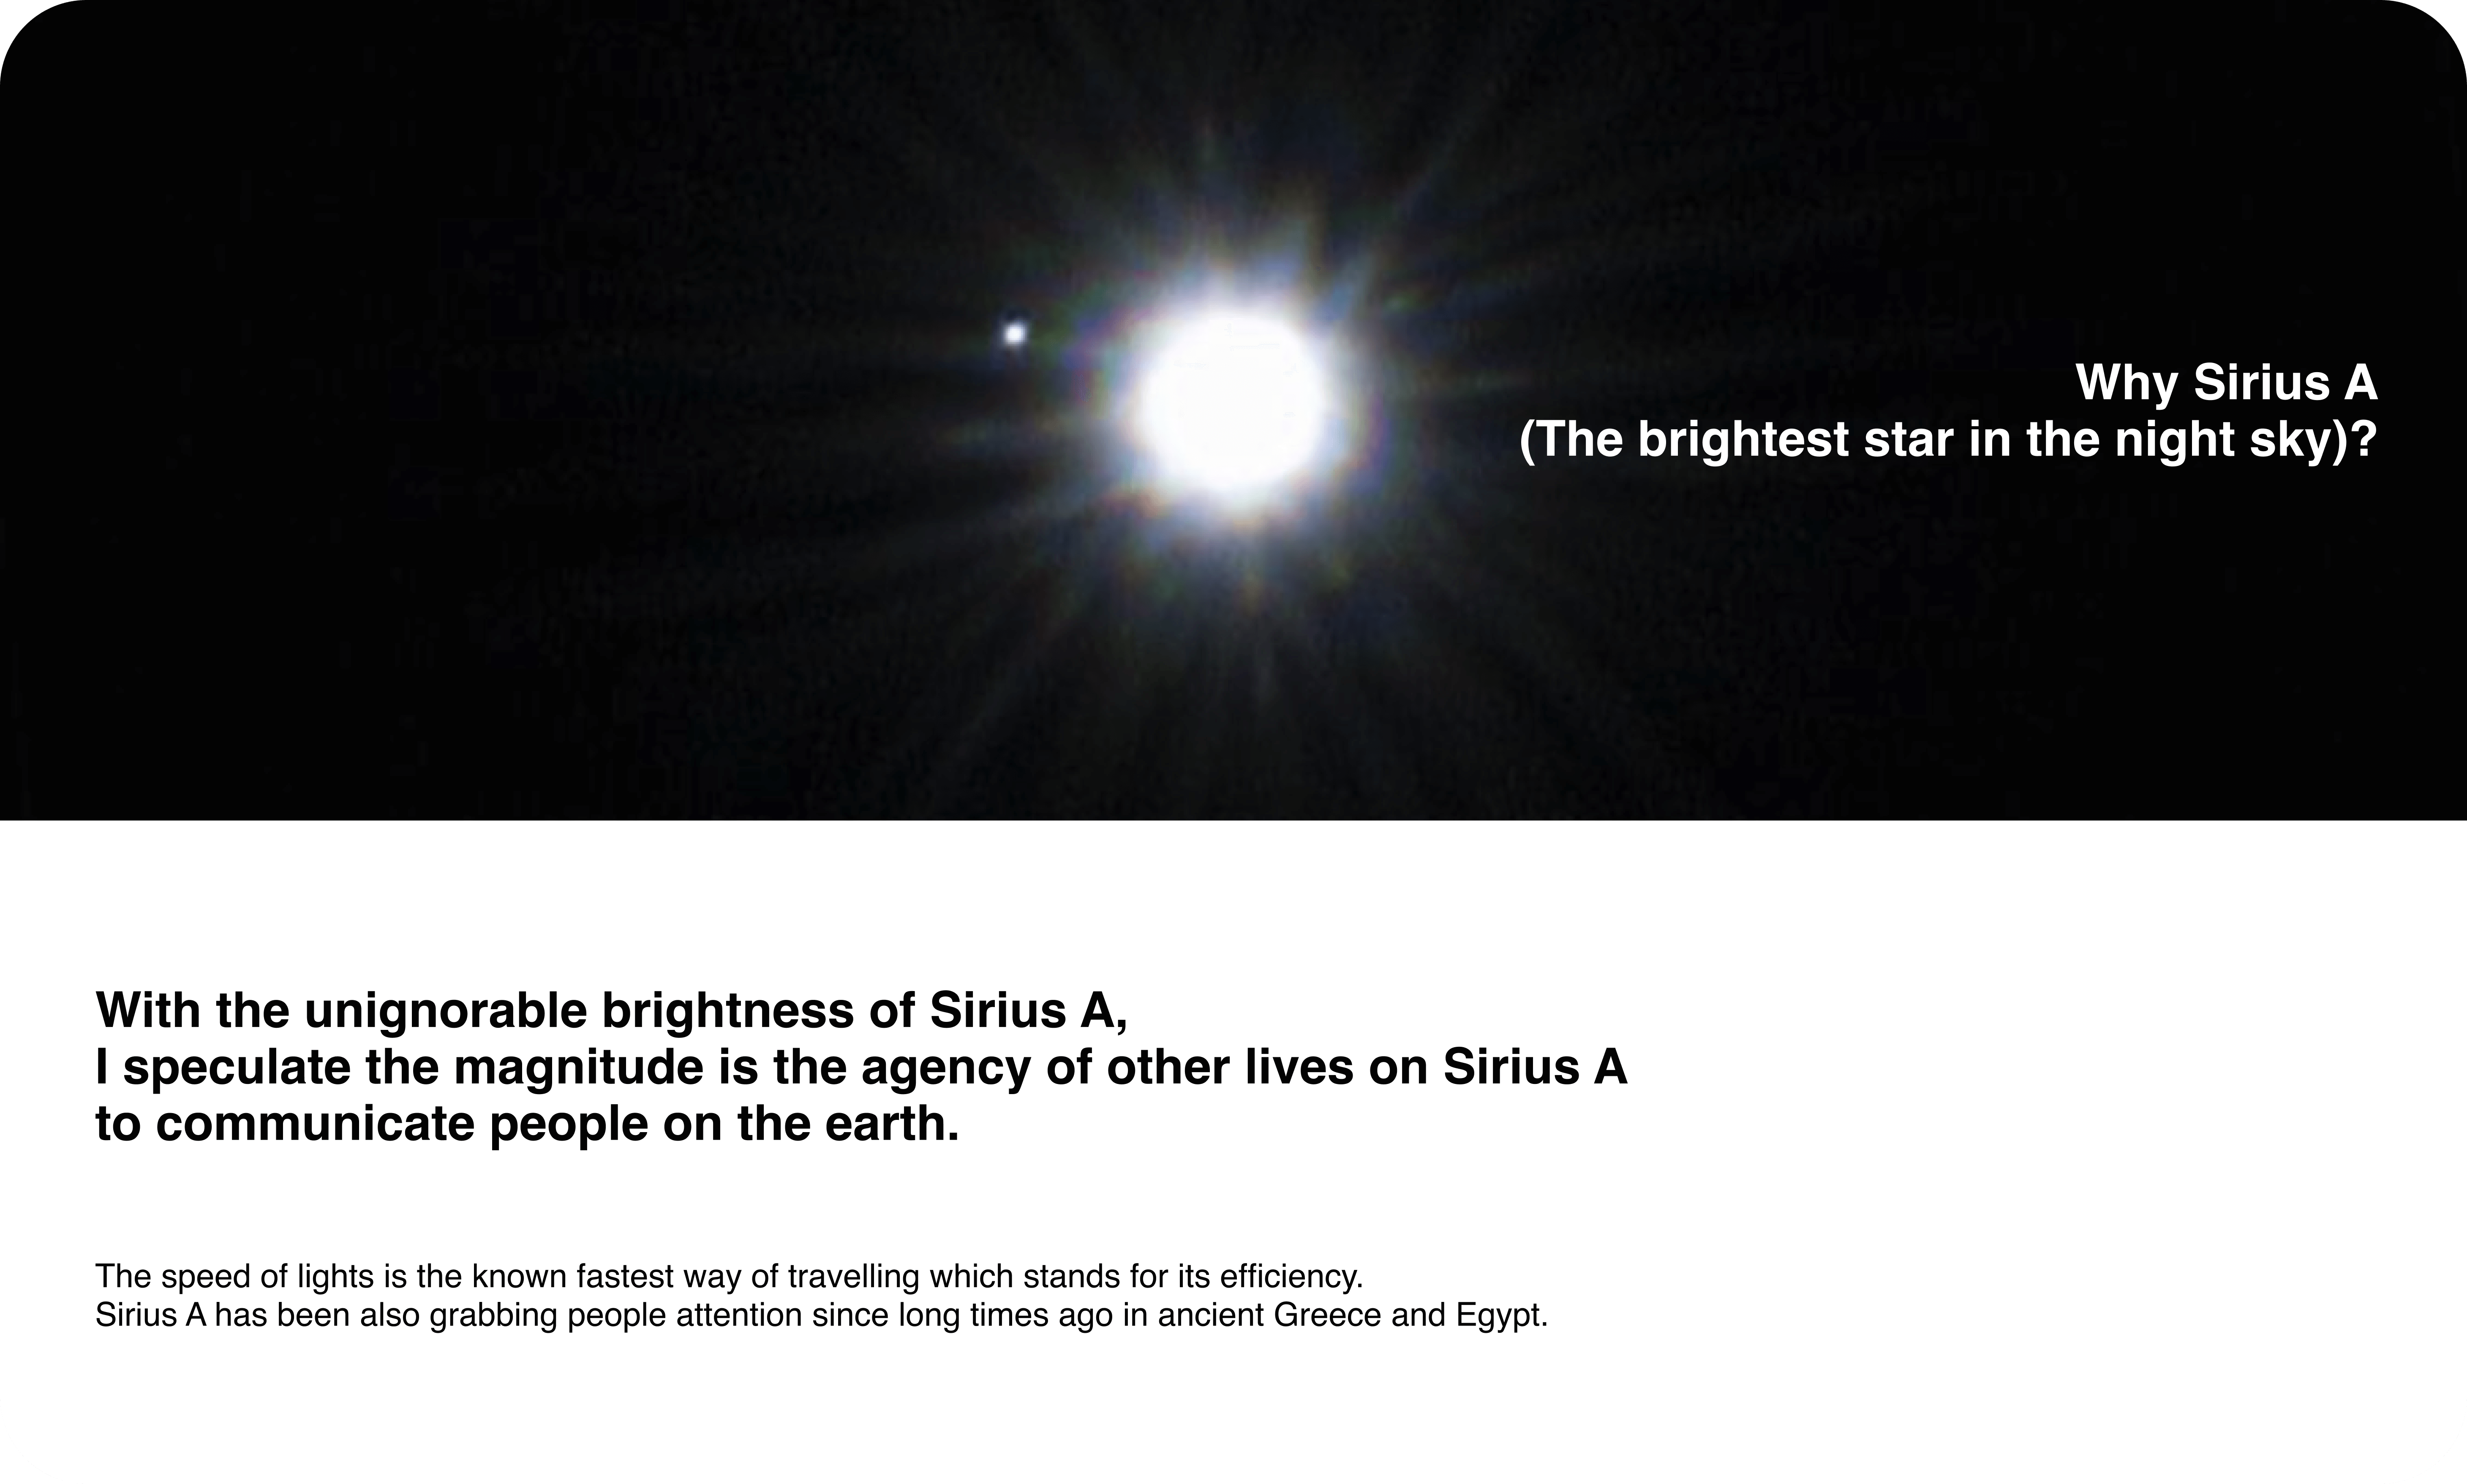 Why Sirius A
(The brightest star in the night sky)?
With the unignorable brightness of Sirius A,
I speculate the magnitude is the agency of other lives on Sirius A
to communicate people on the earth.
The speed of lights is the known fastest way of travelling which stands for its efficiency.
Sirius A has been also grabbing people attention since long times ago in ancient Greece and Egypt.